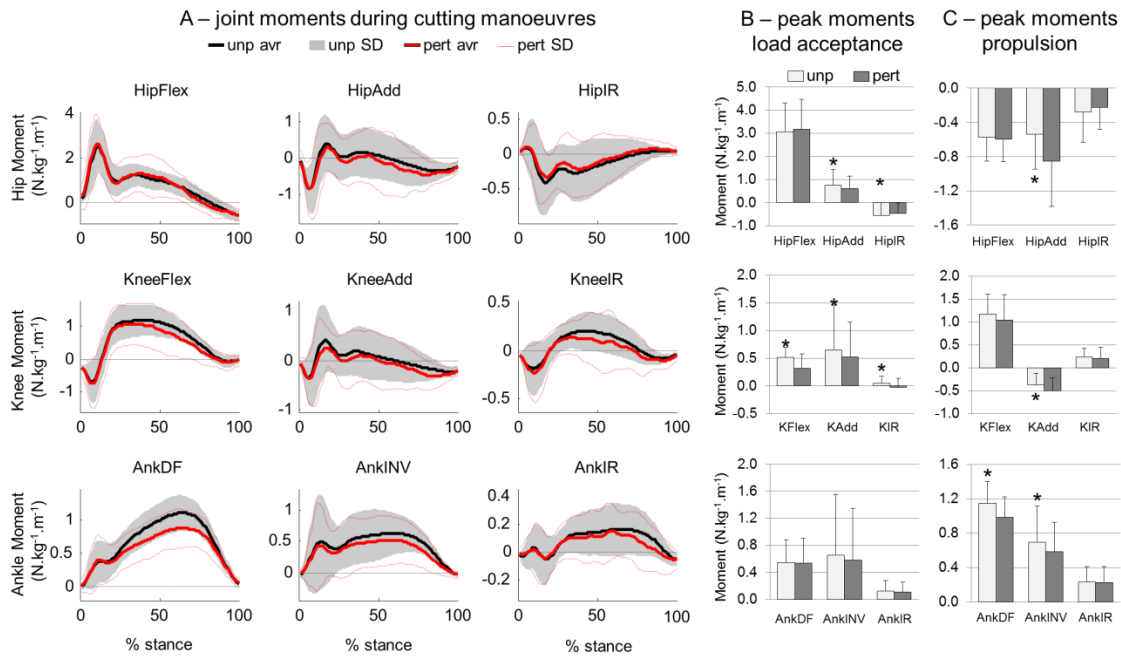 A – joint moments during cutting manoeuvres
unp avr unp SD pert avr pert SD
B – peak moments
load acceptance
C – peak moments
propulsion
unp pert
HipFlex HipAdd HipIR
Hip Moment
(N.kg⁻¹.m⁻¹)
4
2
0
1
0
-1
0
-0.5
0 50 100
0 50 100
0 50 100
Moment (N.kg⁻¹.m⁻¹)
5.0
4.0
3.0
2.0
1.0
0.0
-1.0
* *
HipFlex HipAdd HipIR
0.0
-0.4
-0.8
-1.2
-1.6
*
HipFlex HipAdd HipIR
KneeFlex KneeAdd KneeIR
Knee Moment
(N.kg⁻¹.m⁻¹)
1
0
-1
1
0
-1
0.5
0
-0.5
0 50 100
0 50 100
0 50 100
Moment (N.kg⁻¹.m⁻¹)
2.0
1.5
1.0
0.5
0.0
-0.5
* * *
KFlex KAdd KIR
2.0
1.5
1.0
0.5
0.0
-0.5
-1.0
*
KFlex KAdd KIR
AnkDF AnkINV AnkIR
Ankle Moment
(N.kg⁻¹.m⁻¹)
1
0.5
0
1
0.5
0
0.4
0.2
0
-0.2
0 50 100
0 50 100
0 50 100
% stance % stance % stance
Moment (N.kg⁻¹.m⁻¹)
2.0
1.6
1.2
0.8
0.4
0.0
AnkDF AnkINV AnkIR
1.6
1.2
0.8
0.4
0.0
* *
AnkDF AnkINV AnkIR